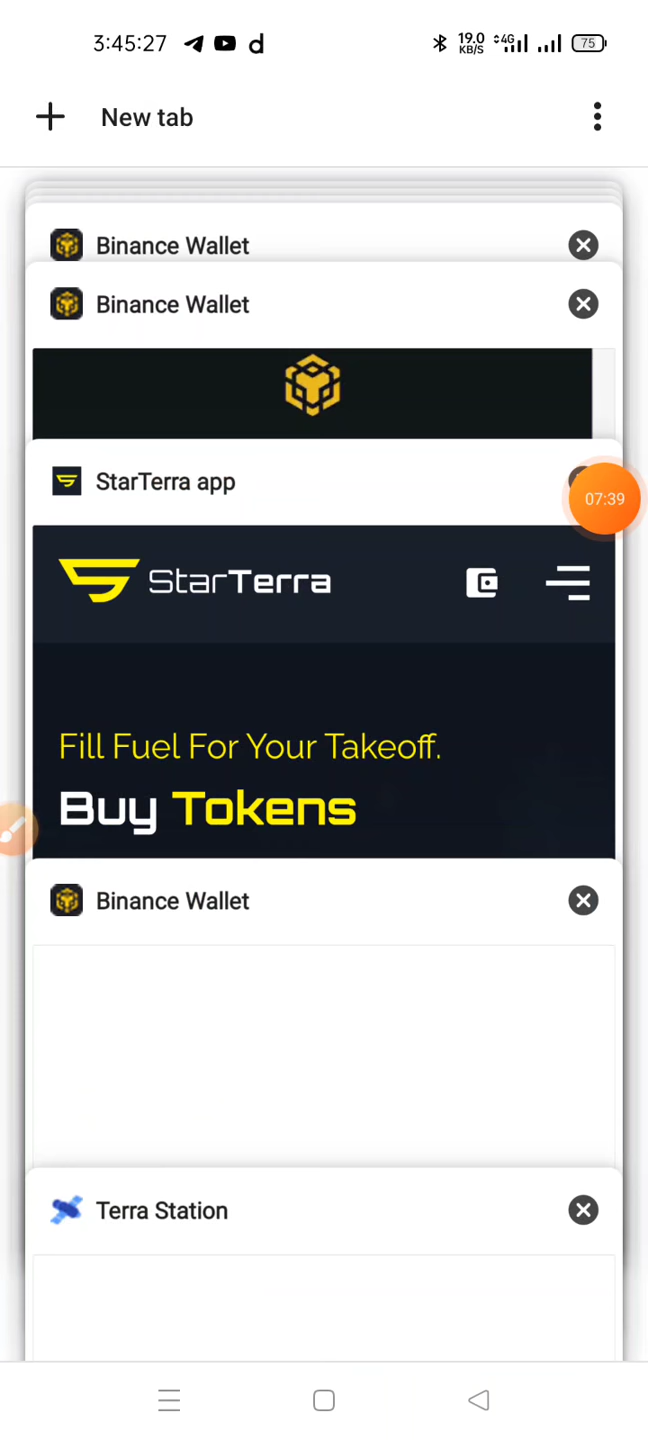 3:45:27 d 19.0 KB/S 4G 75
New tab
Binance Wallet
Binance Wallet
StarTerra app
07:39
StarTerra
Fill Fuel For Your Takeoff.
Buy Tokens
Binance Wallet
Terra Station